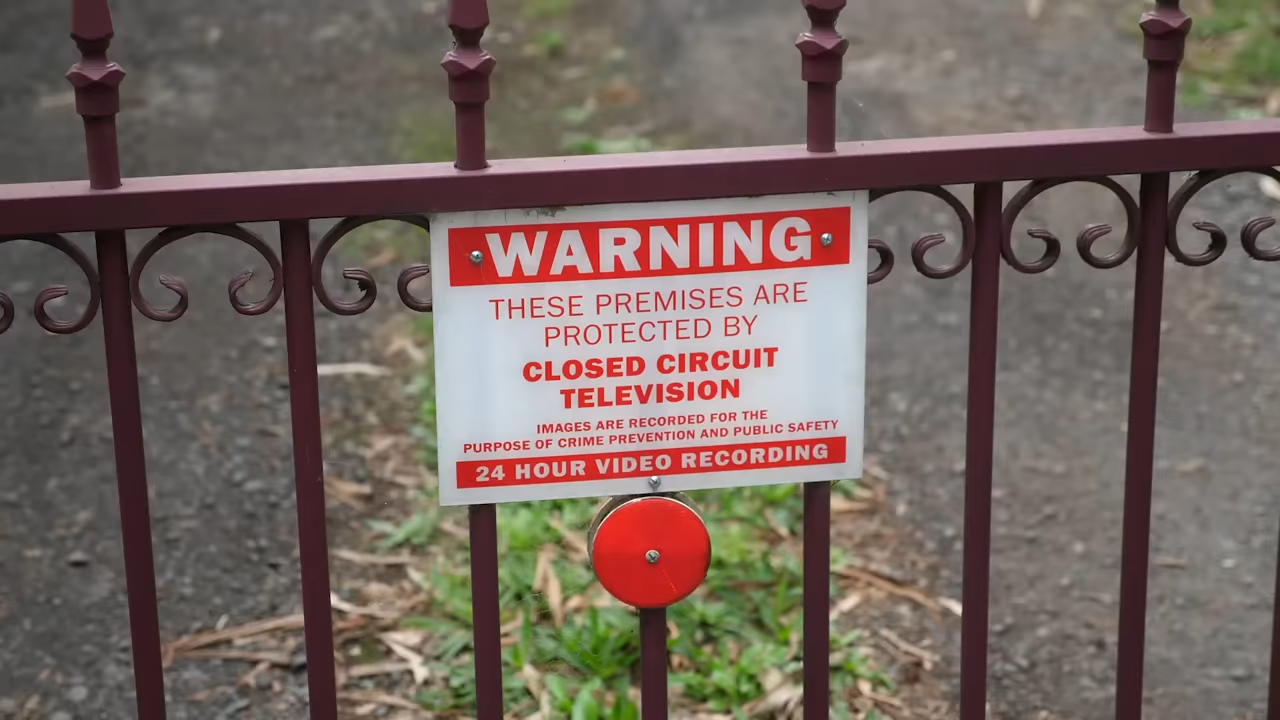 WARNING
THESE PREMISES ARE
PROTECTED BY
CLOSED CIRCUIT
TELEVISION
IMAGES ARE RECORDED FOR THE
PURPOSE OF CRIME PREVENTION AND PUBLIC SAFETY
24 HOUR VIDEO RECORDING